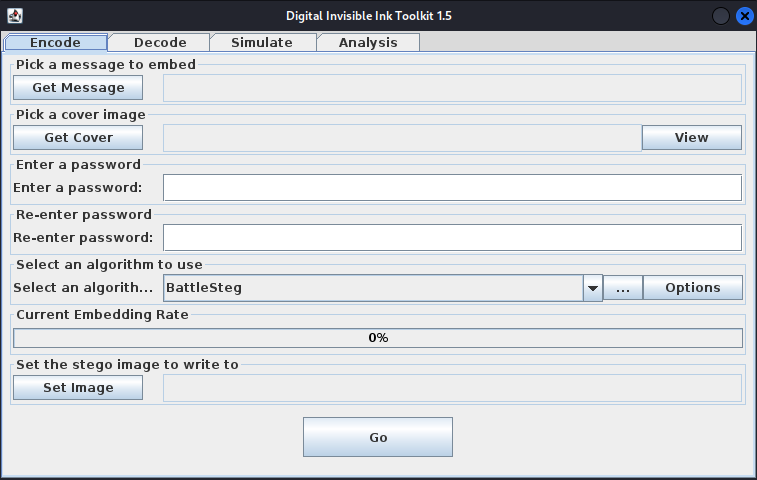 Digital Invisible Ink Toolkit 1.5
Encode Decode Simulate Analysis
Pick a message to embed
Get Message
Pick a cover image
Get Cover View
Enter a password
Enter a password:
Re-enter password
Re-enter password:
Select an algorithm to use
Select an algorith... BattleSteg ... Options
Current Embedding Rate
0%
Set the stego image to write to
Set Image
Go